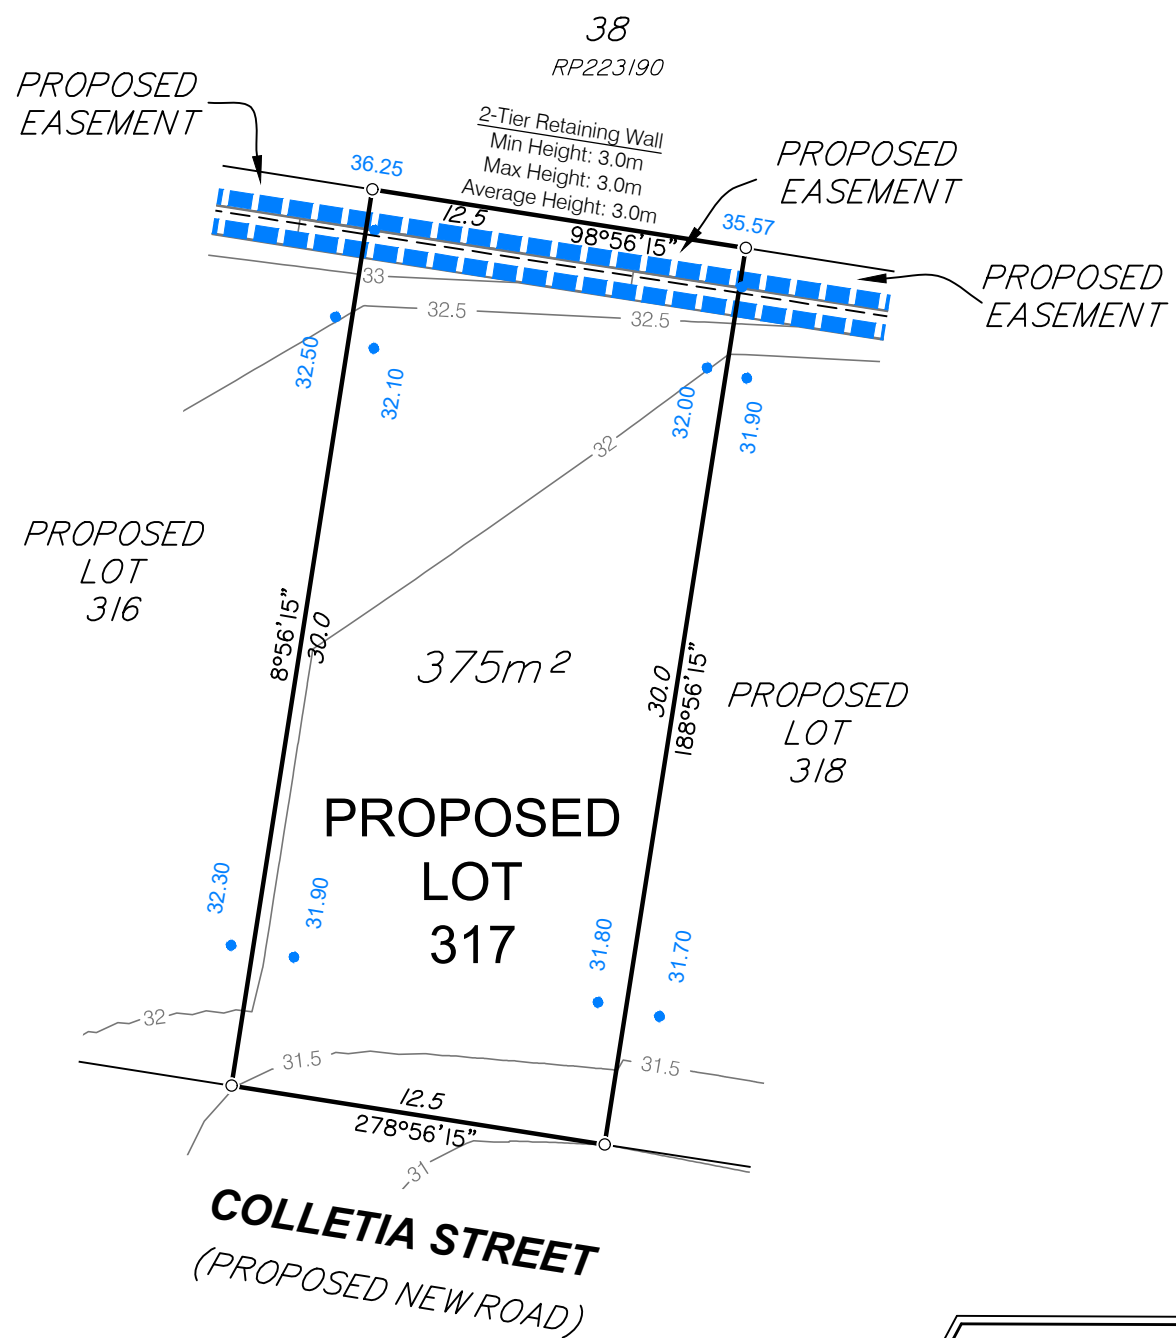 38
RP223190
PROPOSED
EASEMENT
2-Tier Retaining Wall
Min Height: 3.0m
Max Height: 3.0m
Average Height: 3.0m
PROPOSED
EASEMENT
36.25
12.5
98°56'15"
35.57
PROPOSED
EASEMENT
33
32.5
32.5
32.50
32.10
32.00
31.90
32
PROPOSED
LOT
316
8°56'15"
30.0
375m²
30.0
188°56'15"
PROPOSED
LOT
318
PROPOSED
LOT
317
32.30
31.90
31.80
31.70
32
31.5
31.5
12.5
278°56'15"
31
COLLETIA STREET
(PROPOSED NEW ROAD)